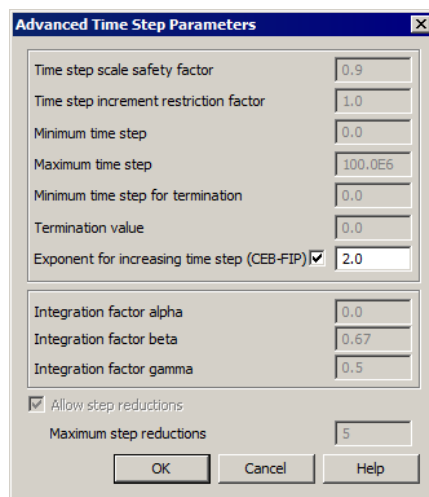 Advanced Time Step Parameters
Time step scale safety factor 0.9
Time step increment restriction factor 1.0
Minimum time step 0.0
Maximum time step 100.0E6
Minimum time step for termination 0.0
Termination value 0.0
Exponent for increasing time step (CEB-FIP) 2.0
Integration factor alpha 0.0
Integration factor beta 0.67
Integration factor gamma 0.5
Allow step reductions
Maximum step reductions 5
OK Cancel Help